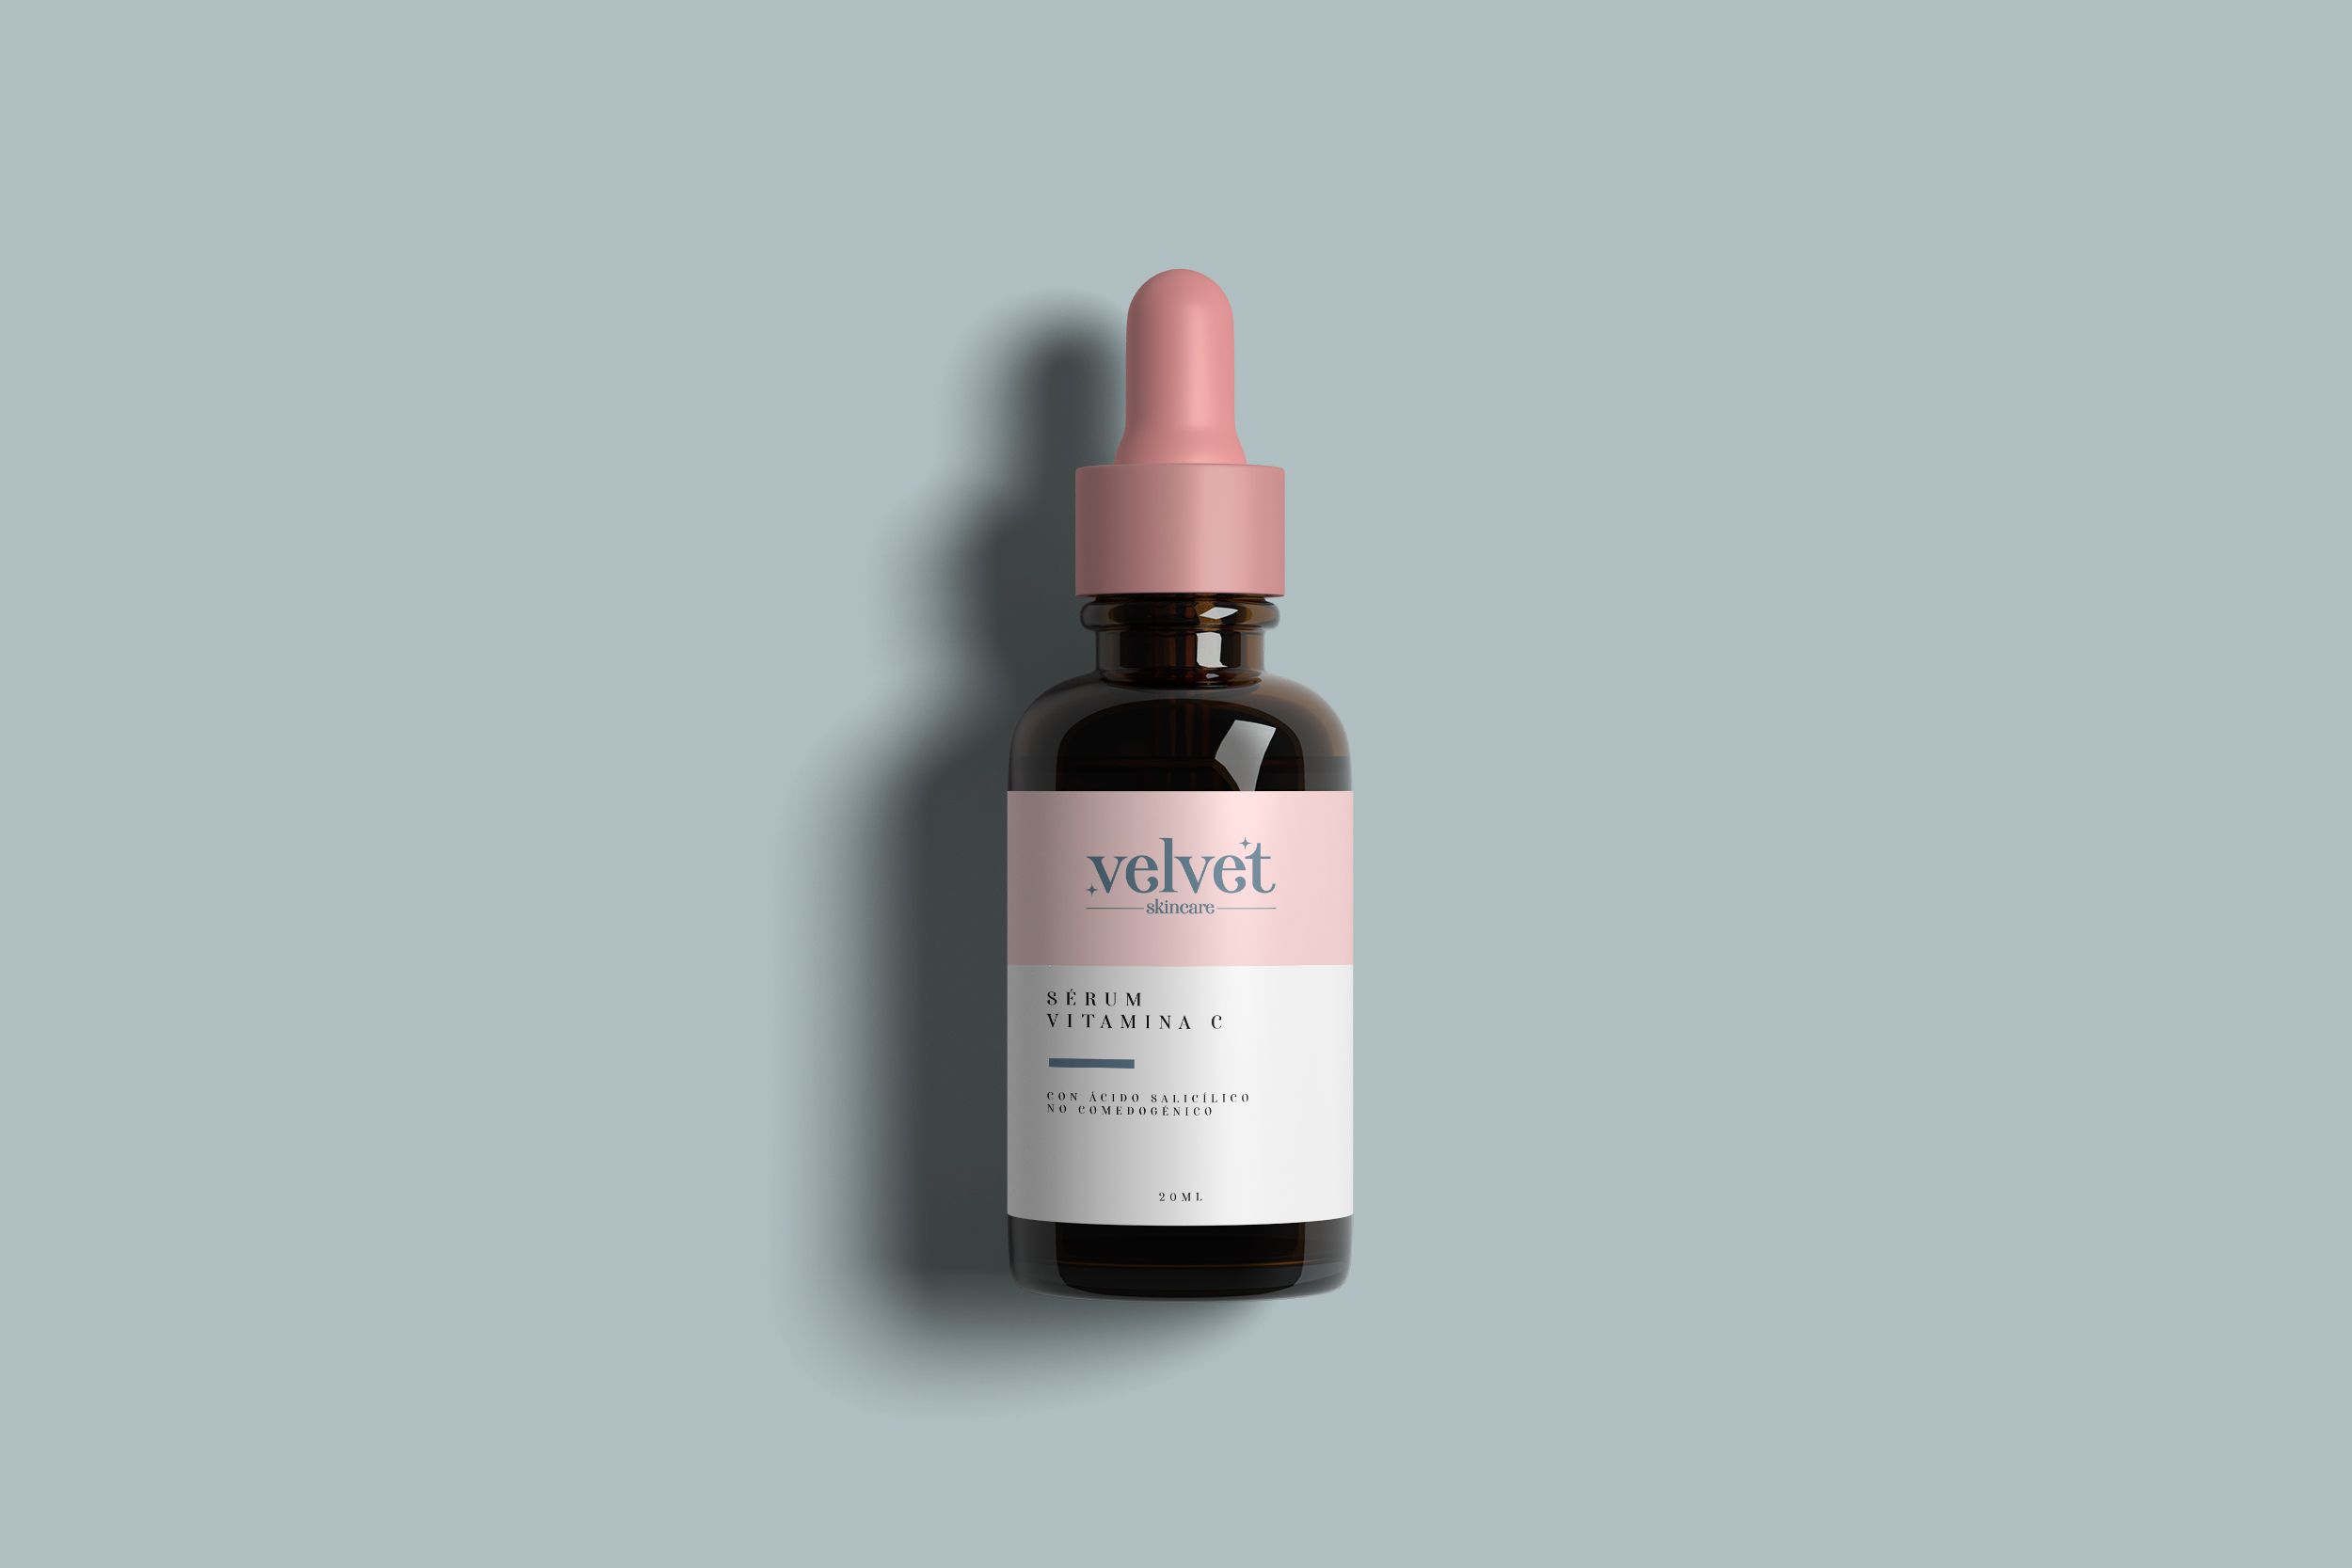 velvet
skincare
SÉRUM
VITAMINA C
CON ÁCIDO SALICÍLICO
NO COMEDOGÉNICO
20ML